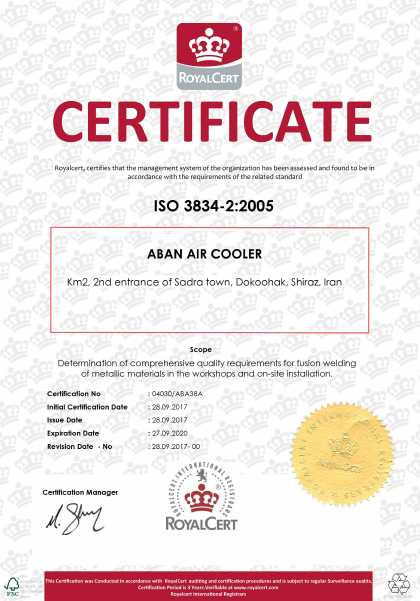 ®
ROYALCERT
CERTIFICATE
Royalcert, certifies that the management system of the organization has been assessed and found to be in
accordance with the requirements of the related standard
ISO 3834-2:2005
ABAN AIR COOLER
Km2, 2nd entrance of Sadra town, Dokoohak, Shiraz, Iran
Scope
Determination of comprehensive quality requirements for fusion welding
of metallic materials in the workshops and on-site installation.
Certification No : 04030/ABA38A
Initial Certification Date : 28.09.2017
Issue Date : 28.09.2017
Expiration Date : 27.09.2020
Revision Date - No : 28.09.2017- 00
Certification Manager
ROYALCERT INTERNATIONAL REGISTRARS
ROYALCERT
This Certification was Conducted in accordance with RoyalCert auditing and certification procedures and is subject to regular Surveillance audits.
Certification Period is 3 Years.Verifiable at www.royalcert.com
Royalcert International Registrars
FSC